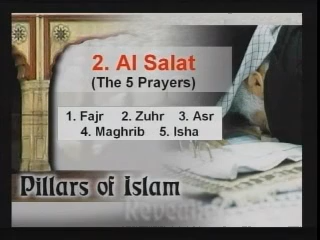 2. Al Salat
(The 5 Prayers)
1. Fajr 2. Zuhr 3. Asr
4. Maghrib 5. Isha
Pillars of Islam